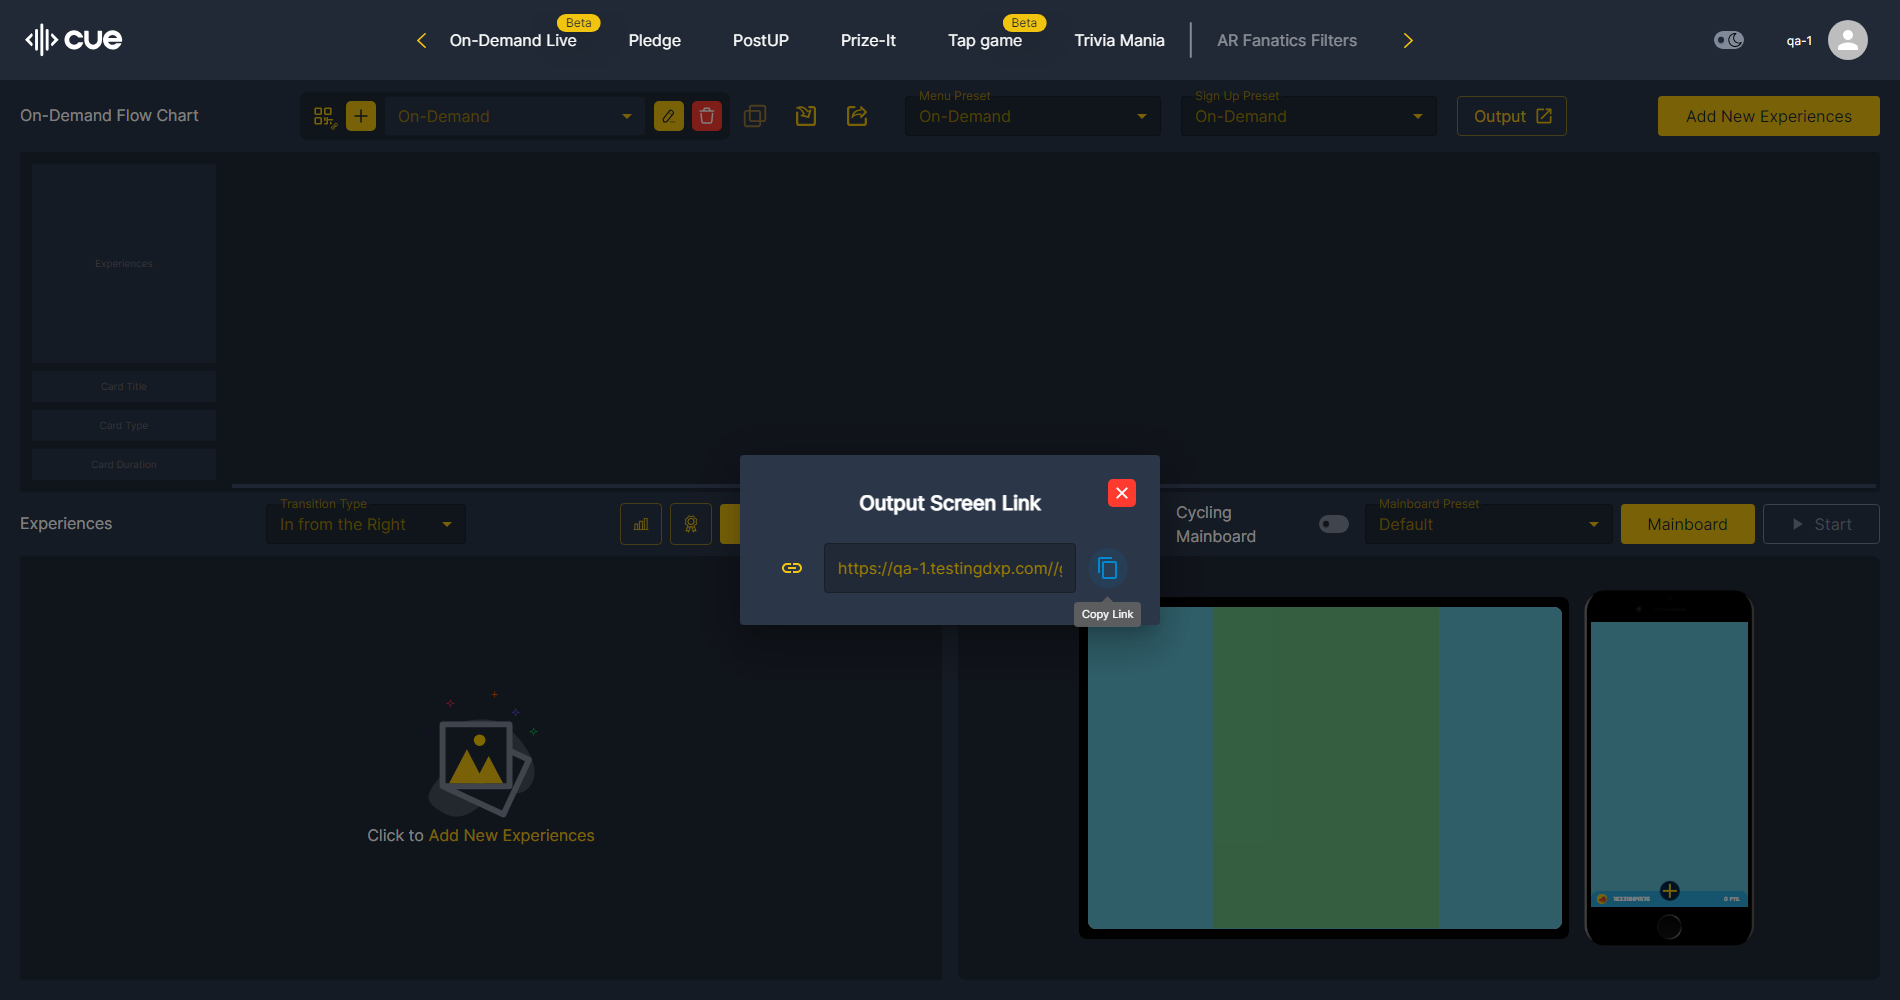 cue
Beta
Beta
On-Demand Live
Pledge
PostUP
Prize-It
Tap game
Trivia Mania
AR Fanatics Filters
qa-1
On-Demand Flow Chart
On-Demand
Menu Preset
On-Demand
Sign Up Preset
On-Demand
Output
Add New Experiences
Experiences
Card Title
Card Type
Card Duration
Output Screen Link
https://qa-1.testingdxp.com//g
Copy Link
Experiences
Transition Type
In from the Right
Cycling
Mainboard
Mainboard Preset
Default
Mainboard
Start
Click to Add New Experiences
0 PTS